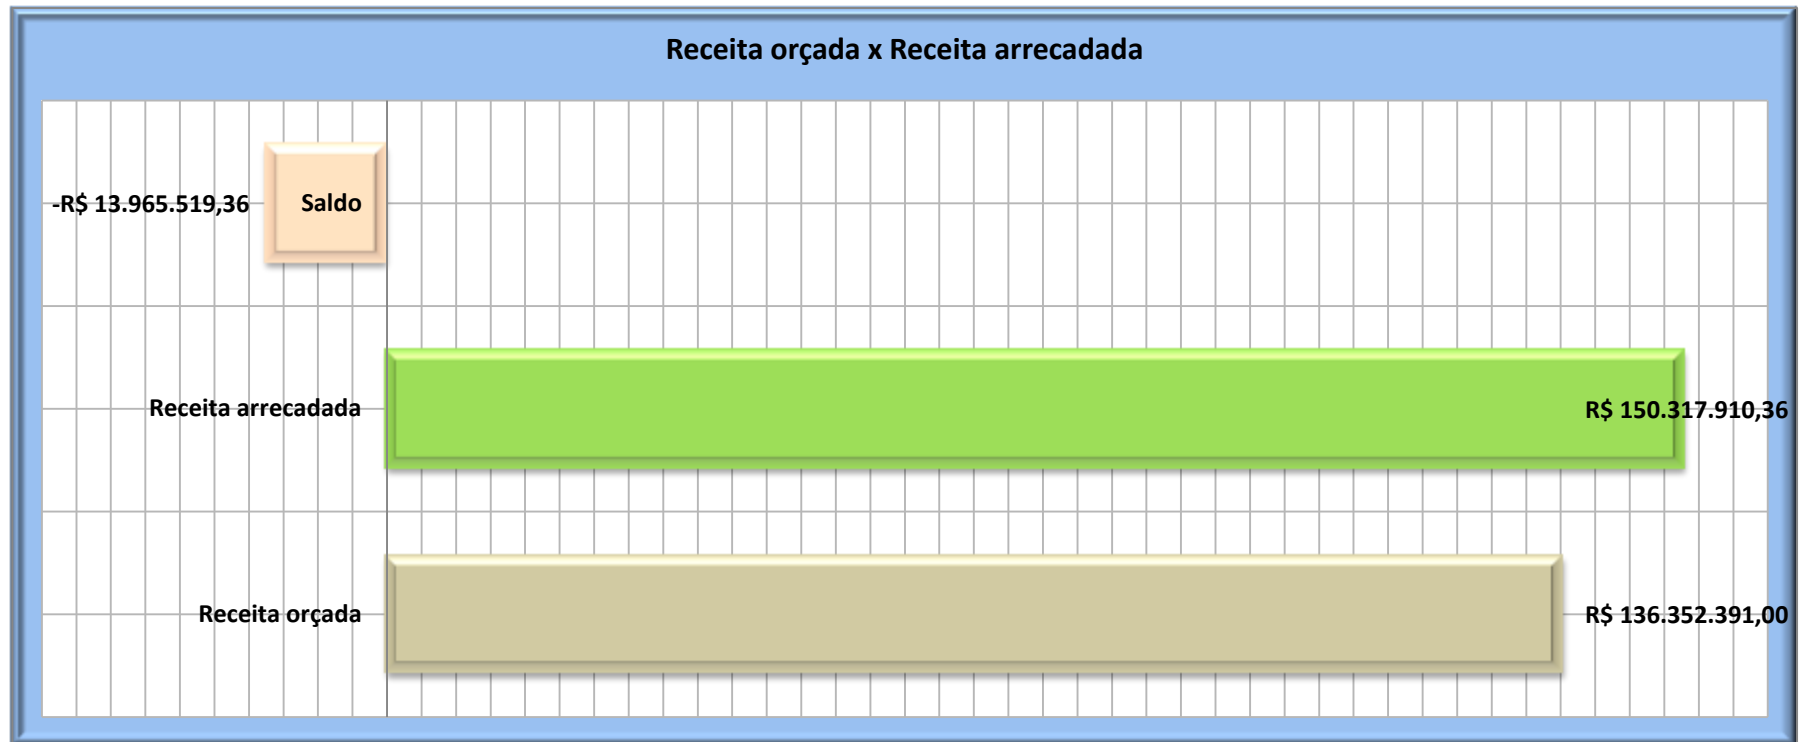 Receita orçada x Receita arrecadada
-R$ 13.965.519,36 Saldo
Receita arrecadada R$ 150.317.910,36
Receita orçada R$ 136.352.391,00